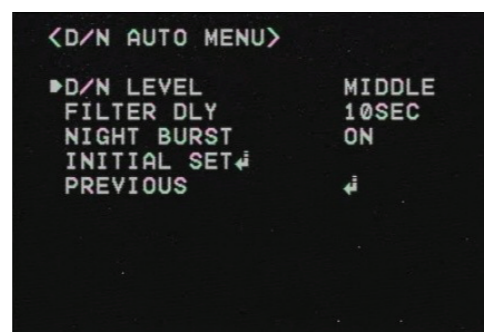 <D/N AUTO MENU>
D/N LEVEL MIDDLE
FILTER DLY 10SEC
NIGHT BURST ON
INITIAL SET↲
PREVIOUS ↲